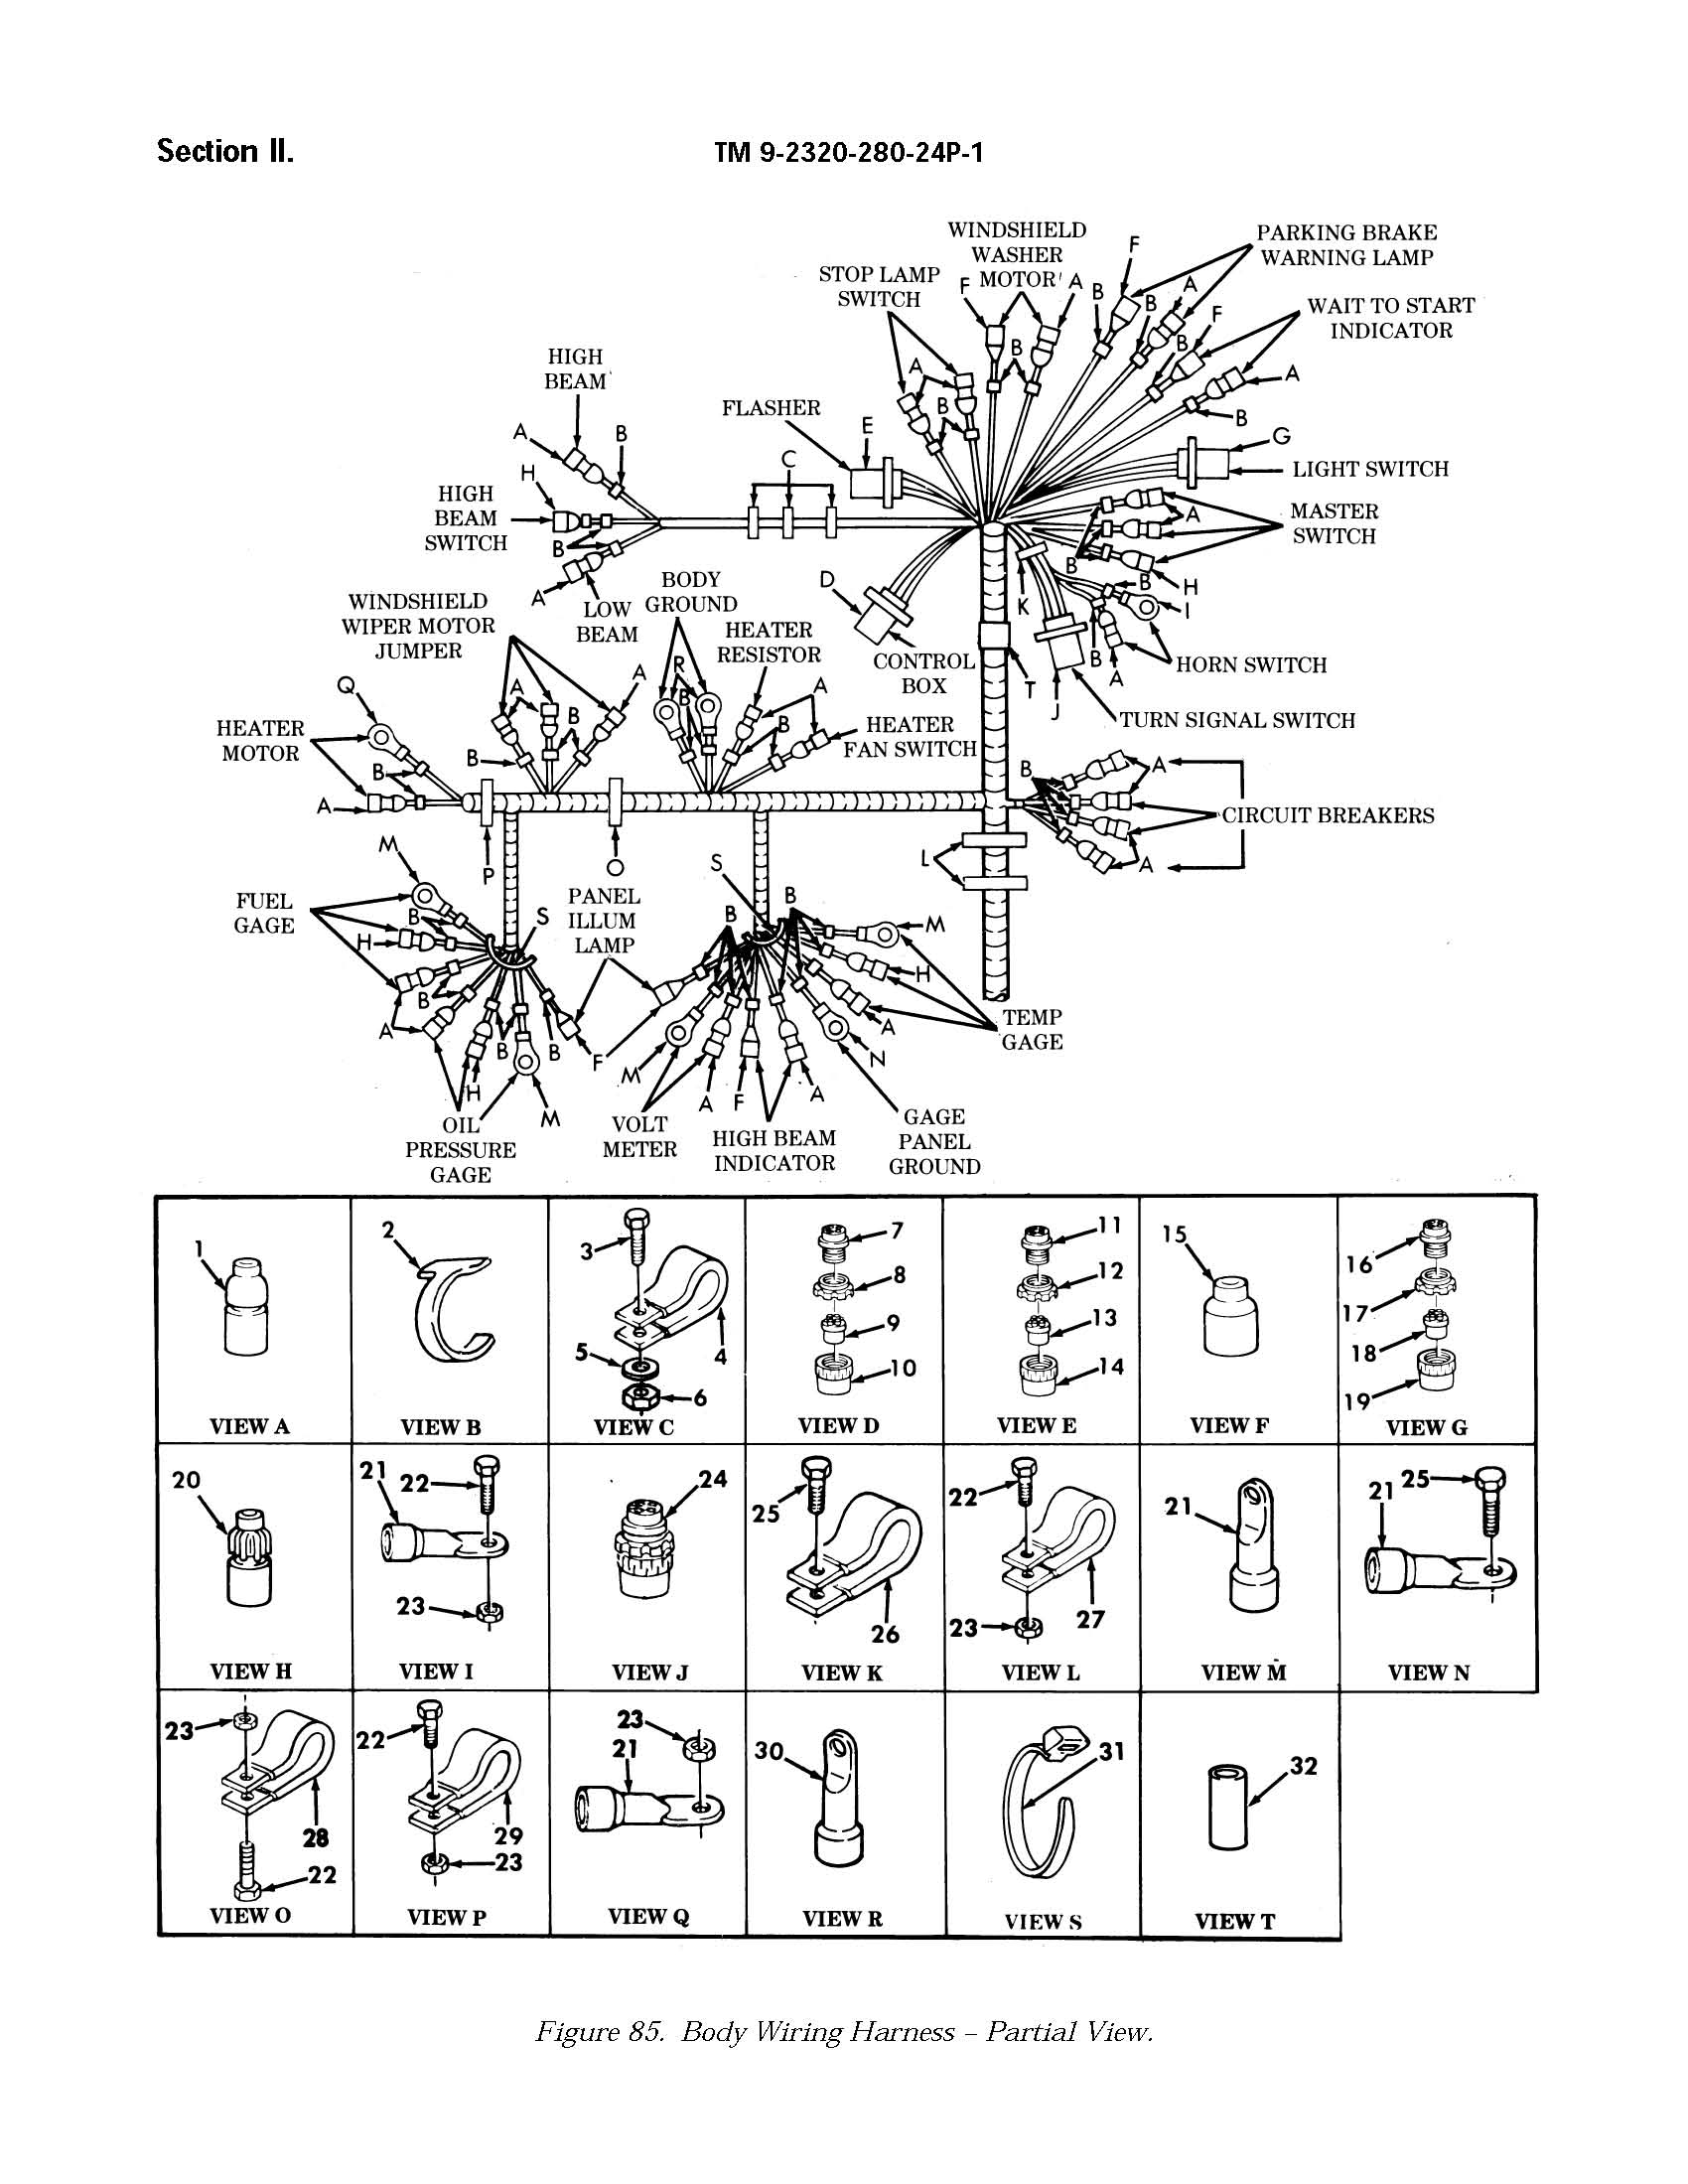 Section II.
TM 9-2320-280-24P-1
WINDSHIELD
WASHER
MOTOR
F
PARKING BRAKE
WARNING LAMP
STOP LAMP
SWITCH
F
A
B
B
A
F
WAIT TO START
INDICATOR
B
B
A
HIGH
BEAM
A
B
A
B
FLASHER
E
B
G
LIGHT SWITCH
H
C
HIGH
BEAM
SWITCH
B
A
MASTER
SWITCH
A
LOW
BEAM
D
K
B
B
H
I
BODY
GROUND
WINDSHIELD
WIPER MOTOR
JUMPER
HEATER
RESISTOR
CONTROL
BOX
B
A
HORN SWITCH
Q
A
A
R
B
A
T
J
TURN SIGNAL SWITCH
HEATER
MOTOR
B
B
B
HEATER
FAN SWITCH
B
A
B
A
CIRCUIT BREAKERS
M
P
O
S
L
A
FUEL
GAGE
B
S
PANEL
ILLUM
LAMP
B
B
M
H
H
B
TEMP
GAGE
A
A
B
B
F
M
N
H
M
A
F
A
OIL
PRESSURE
GAGE
VOLT
METER
HIGH BEAM
INDICATOR
GAGE
PANEL
GROUND
1
VIEW A
2
VIEW B
3
4
5
6
VIEW C
7
8
9
10
VIEW D
11
12
13
14
VIEW E
15
VIEW F
16
17
18
19
VIEW G
20
VIEW H
21
22
23
VIEW I
24
VIEW J
25
26
VIEW K
22
27
23
VIEW L
21
VIEW M
21
25
VIEW N
23
28
22
VIEW O
22
29
23
VIEW P
23
21
VIEW Q
30
VIEW R
31
VIEW S
32
VIEW T
Figure 85. Body Wiring Harness – Partial View.